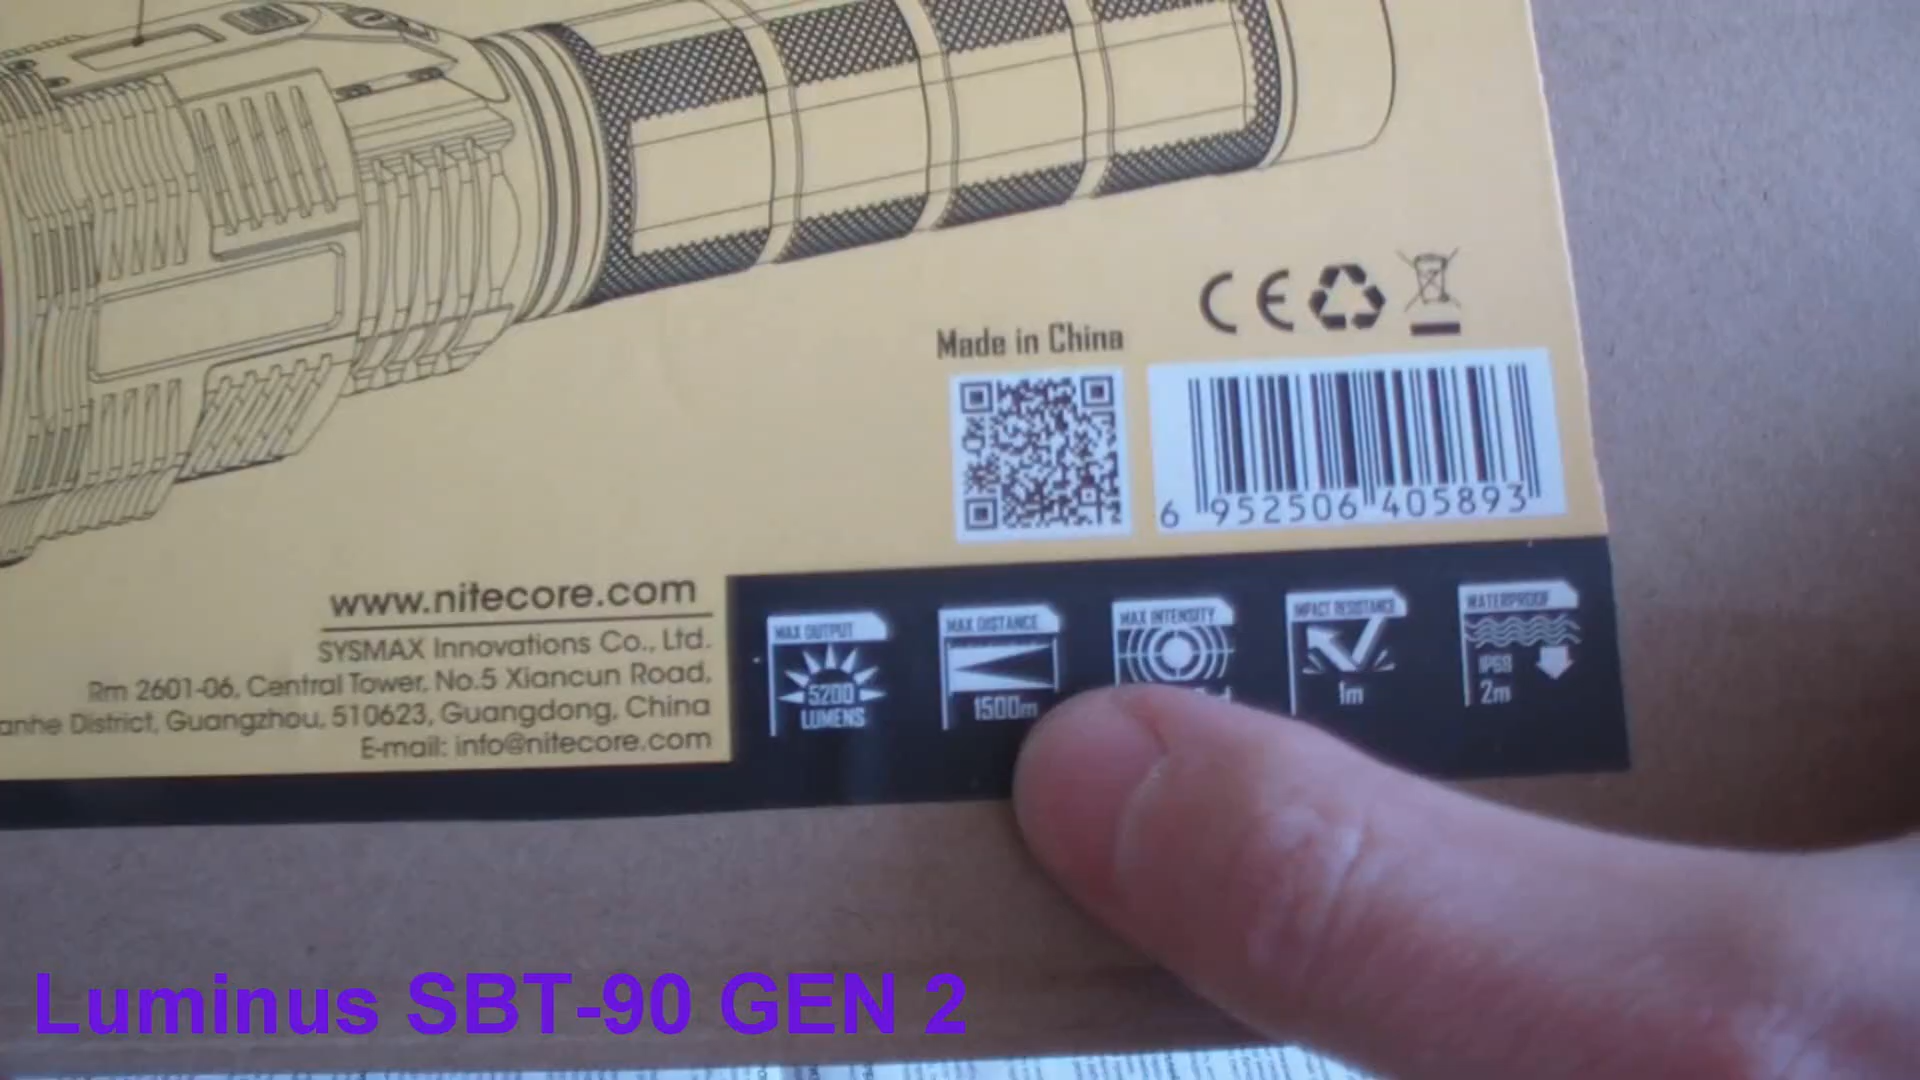 Made in China
CE
6 952506 405893
www.nitecore.com
SYSMAX Innovations Co., Ltd.
Rm 2601-06, Central Tower, No.5 Xiancun Road,
District, Guangzhou, 510623, Guangdong, China
E-mail: info@nitecore.com
MAX OUTPUT
5200
LUMENS
MAX DISTANCE
1500m
MAX INTENSITY
IMPACT RESISTANCE
1m
WATERPROOF
IP68
2m
Luminus SBT-90 GEN 2